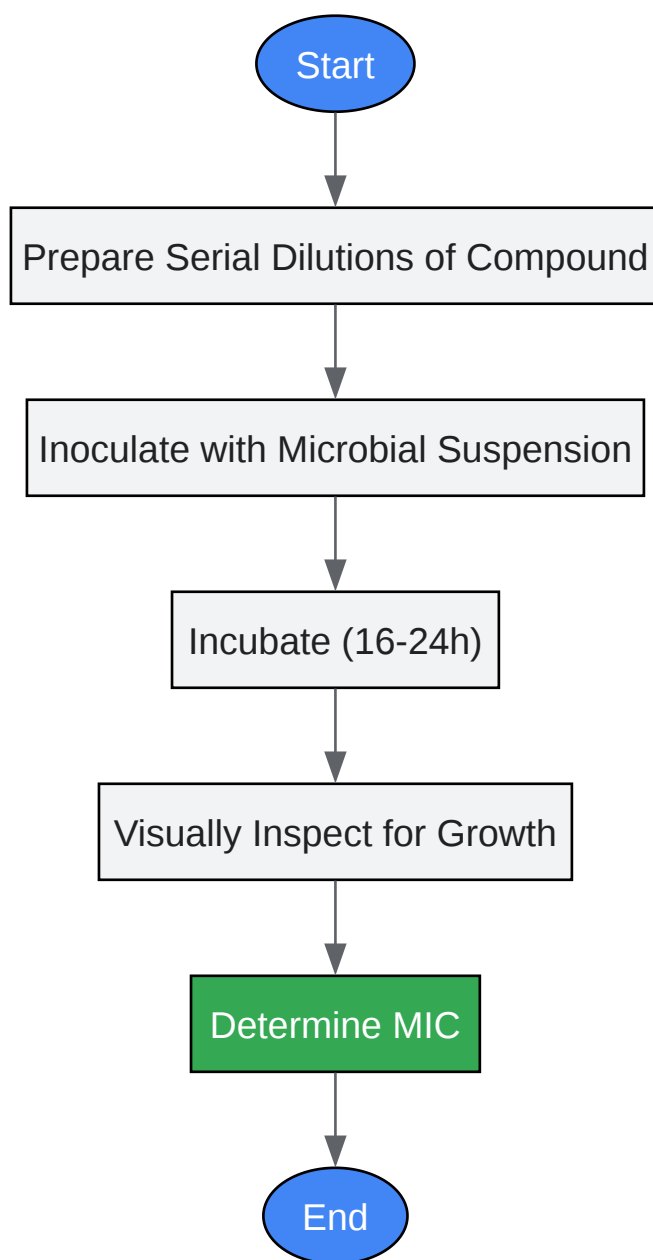 Start
Prepare Serial Dilutions of Compound
Inoculate with Microbial Suspension
Incubate (16-24h)
Visually Inspect for Growth
Determine MIC
End